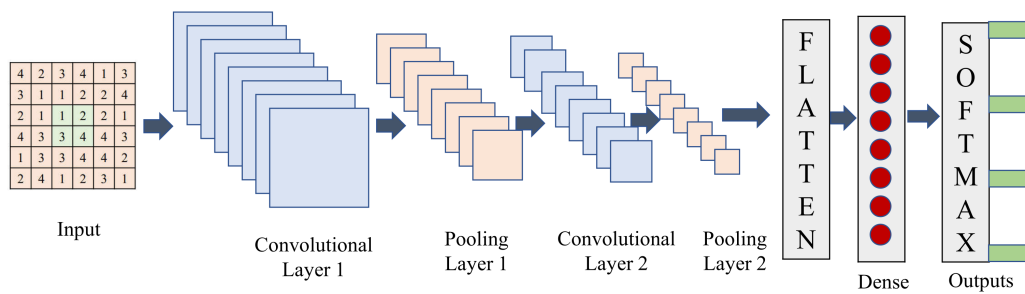 4 2 3 4 1 3
3 1 1 2 2 4
2 1 1 2 2 1
4 3 3 4 4 3
1 3 3 4 4 2
2 4 1 2 3 1
Input
Convolutional
Layer 1
Pooling
Layer 1
Convolutional
Layer 2
Pooling
Layer 2
F
L
A
T
T
E
N
Dense
S
O
F
T
M
A
X
Outputs